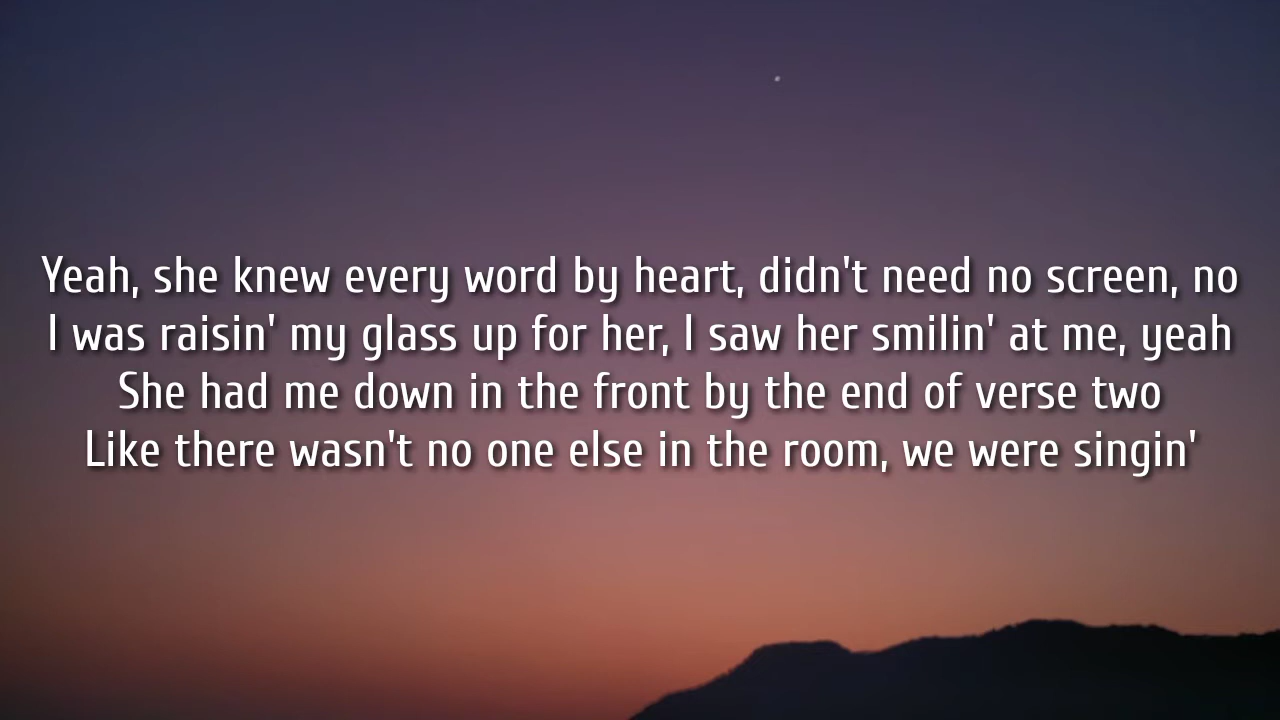 Yeah, she knew every word by heart, didn't need no screen, no
I was raisin' my glass up for her, I saw her smilin' at me, yeah
She had me down in the front by the end of verse two
Like there wasn't no one else in the room, we were singin'